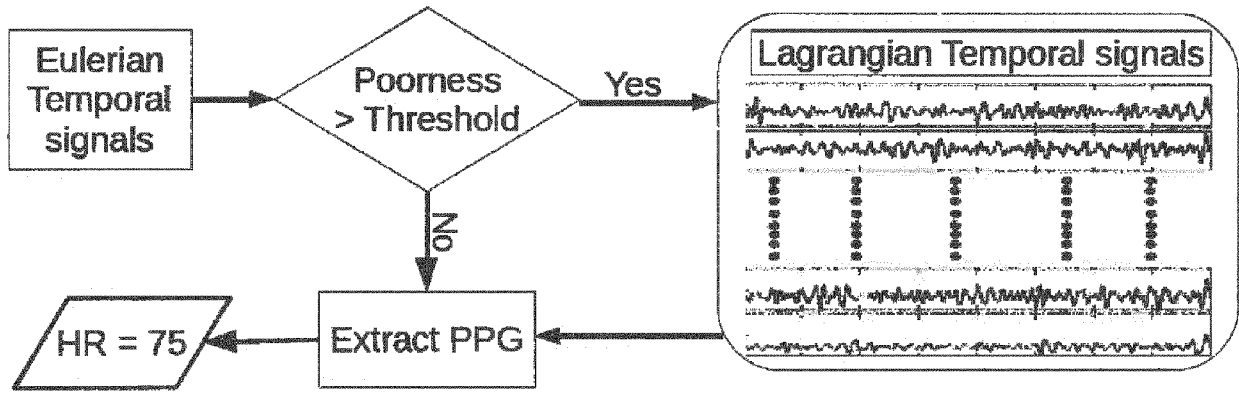 Eulerian
Temporal
signals
Poorness
> Threshold
Yes
No
Lagrangian Temporal signals
Extract PPG
HR = 75